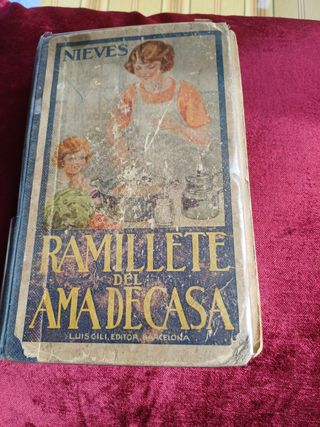 NIEVES
RAMILLETE
DEL
AMA DE CASA
LUIS GILI, EDITOR, BARCELONA